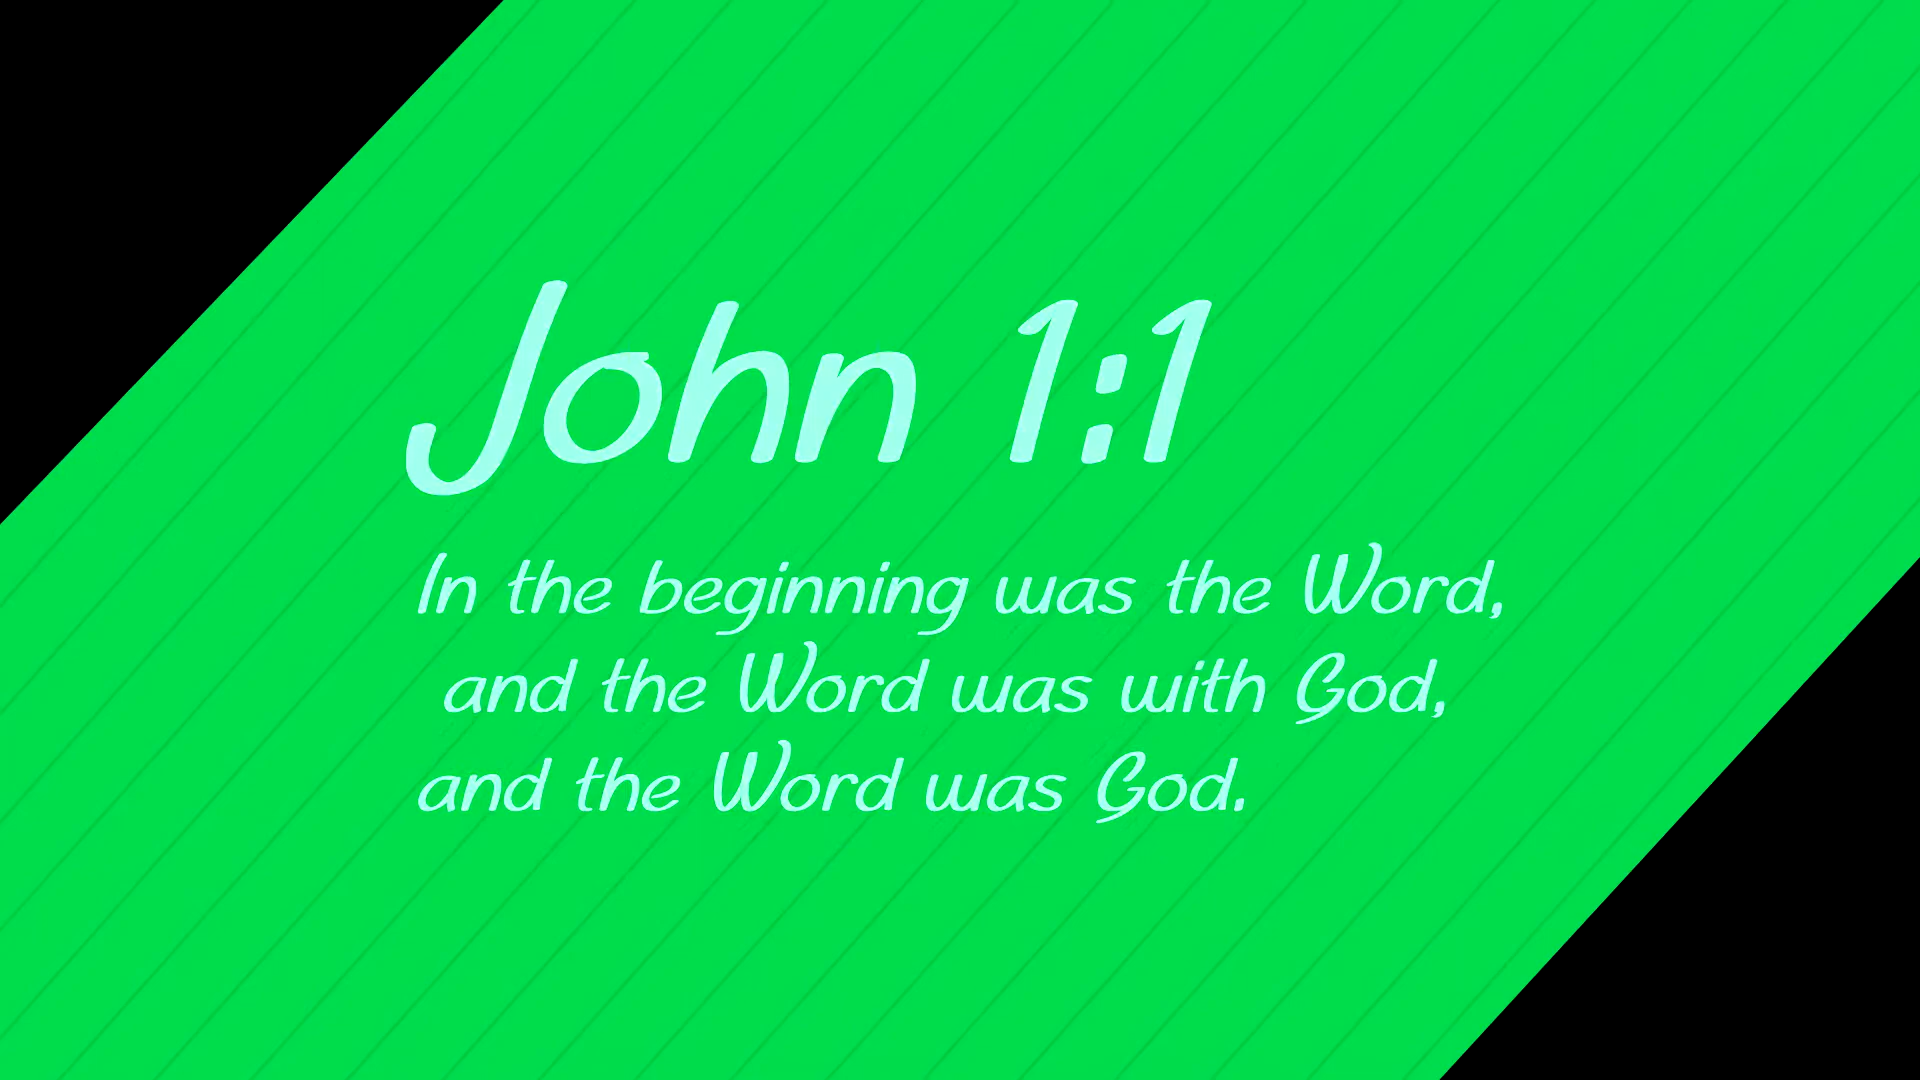 John 1:1
In the beginning was the Word,
and the Word was with God,
and the Word was God.